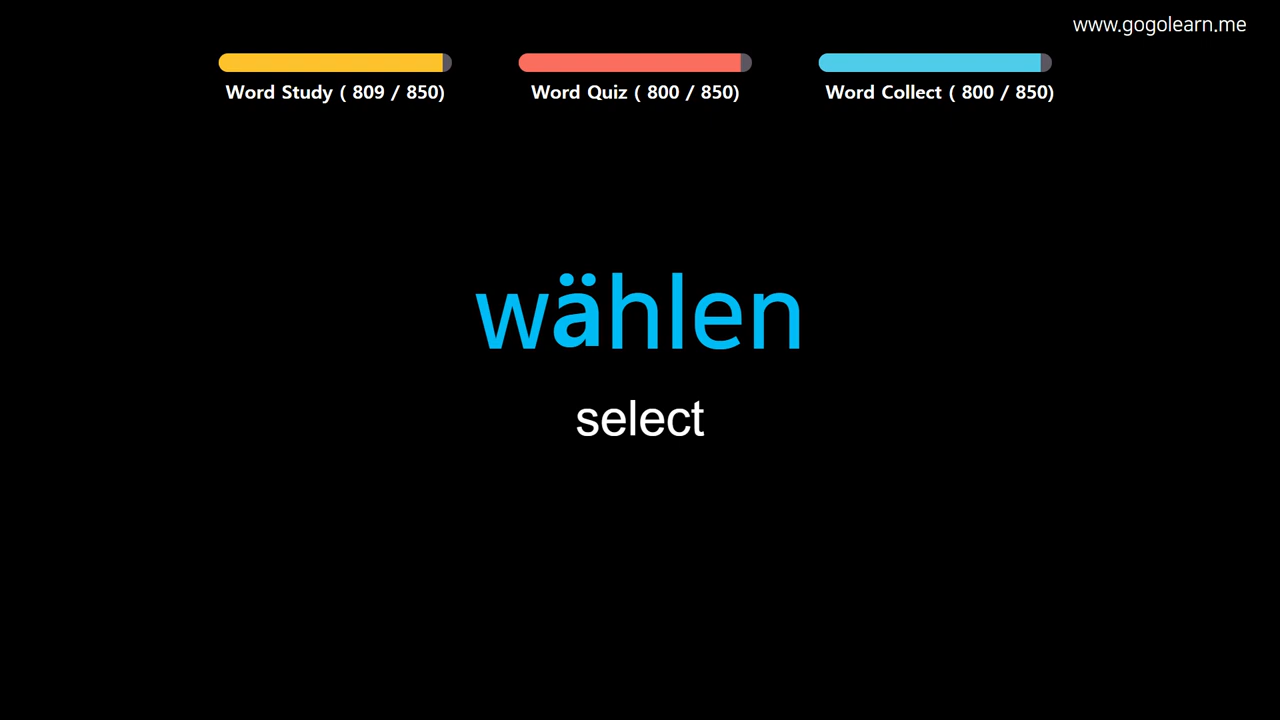 www.gogolearn.me
Word Study ( 809 / 850)
Word Quiz ( 800 / 850)
Word Collect ( 800 / 850)
wählen
select